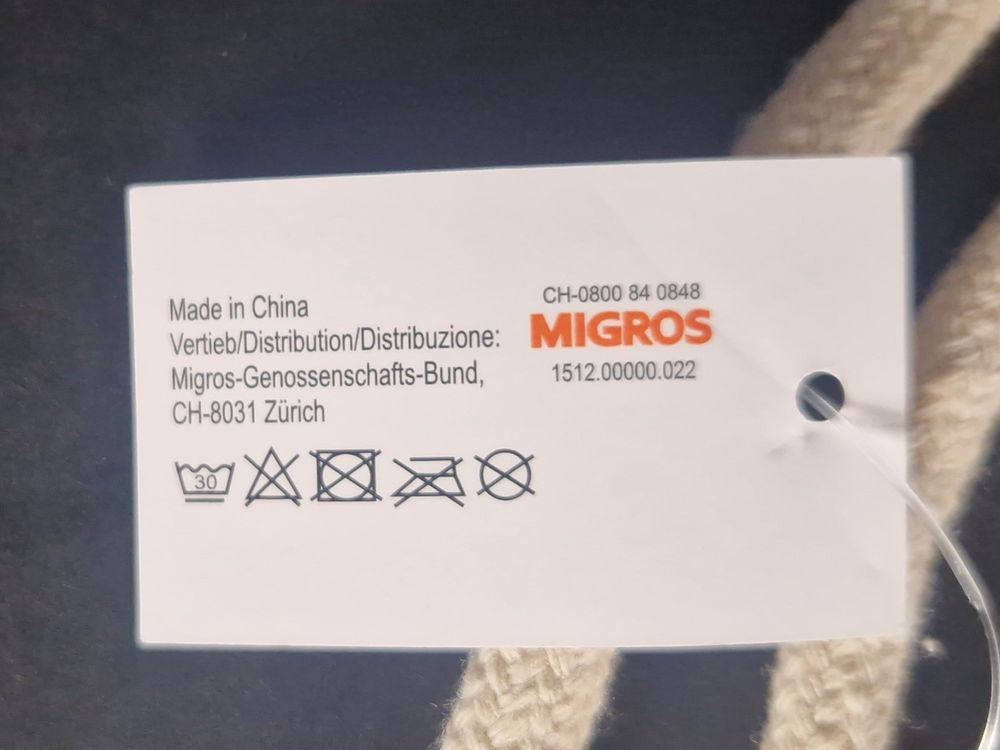 Made in China
Vertieb/Distribution/Distribuzione:
Migros-Genossenschafts-Bund,
CH-8031 Zürich
30
CH-0800 84 0848
MIGROS
1512.00000.022